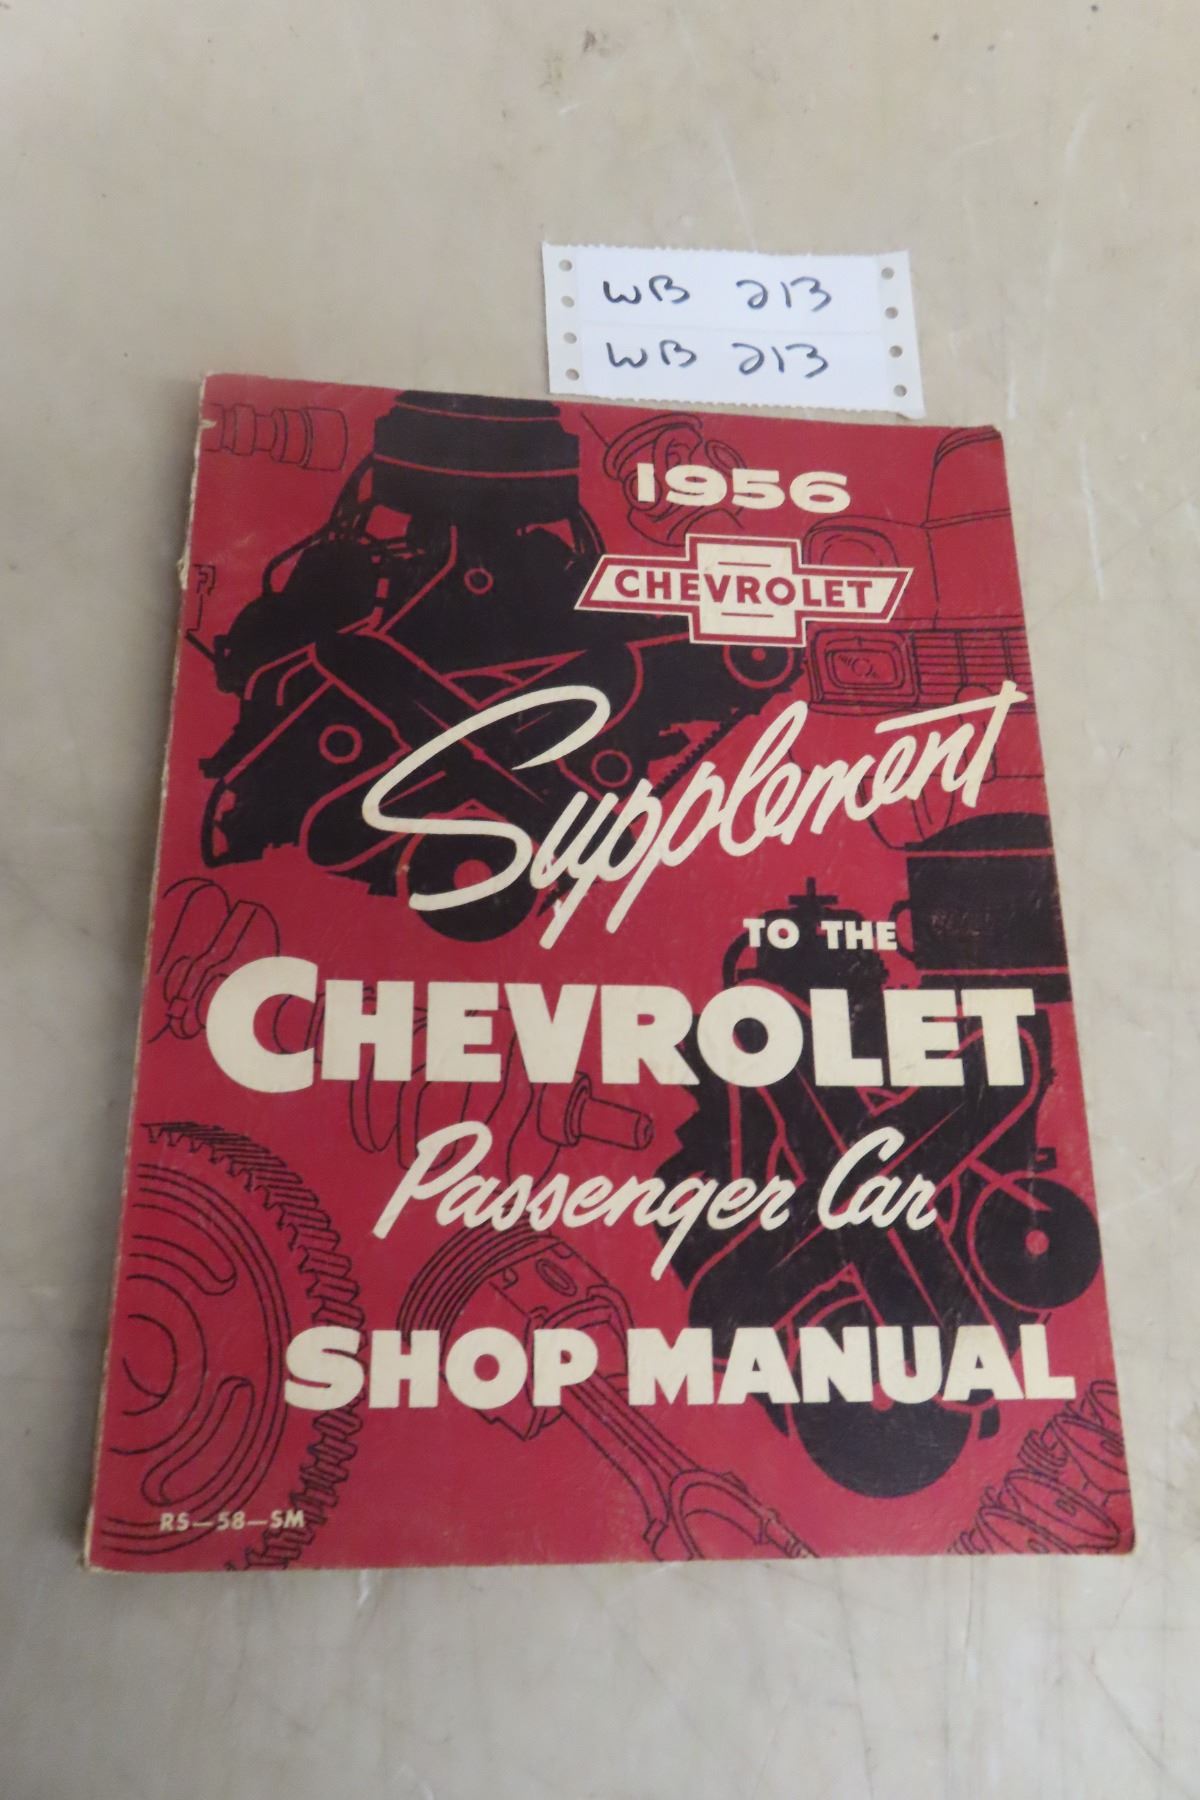 WB 213
WB 213
1956
CHEVROLET
Supplement
TO THE
CHEVROLET
Passenger Car
SHOP MANUAL
RS-58-SM